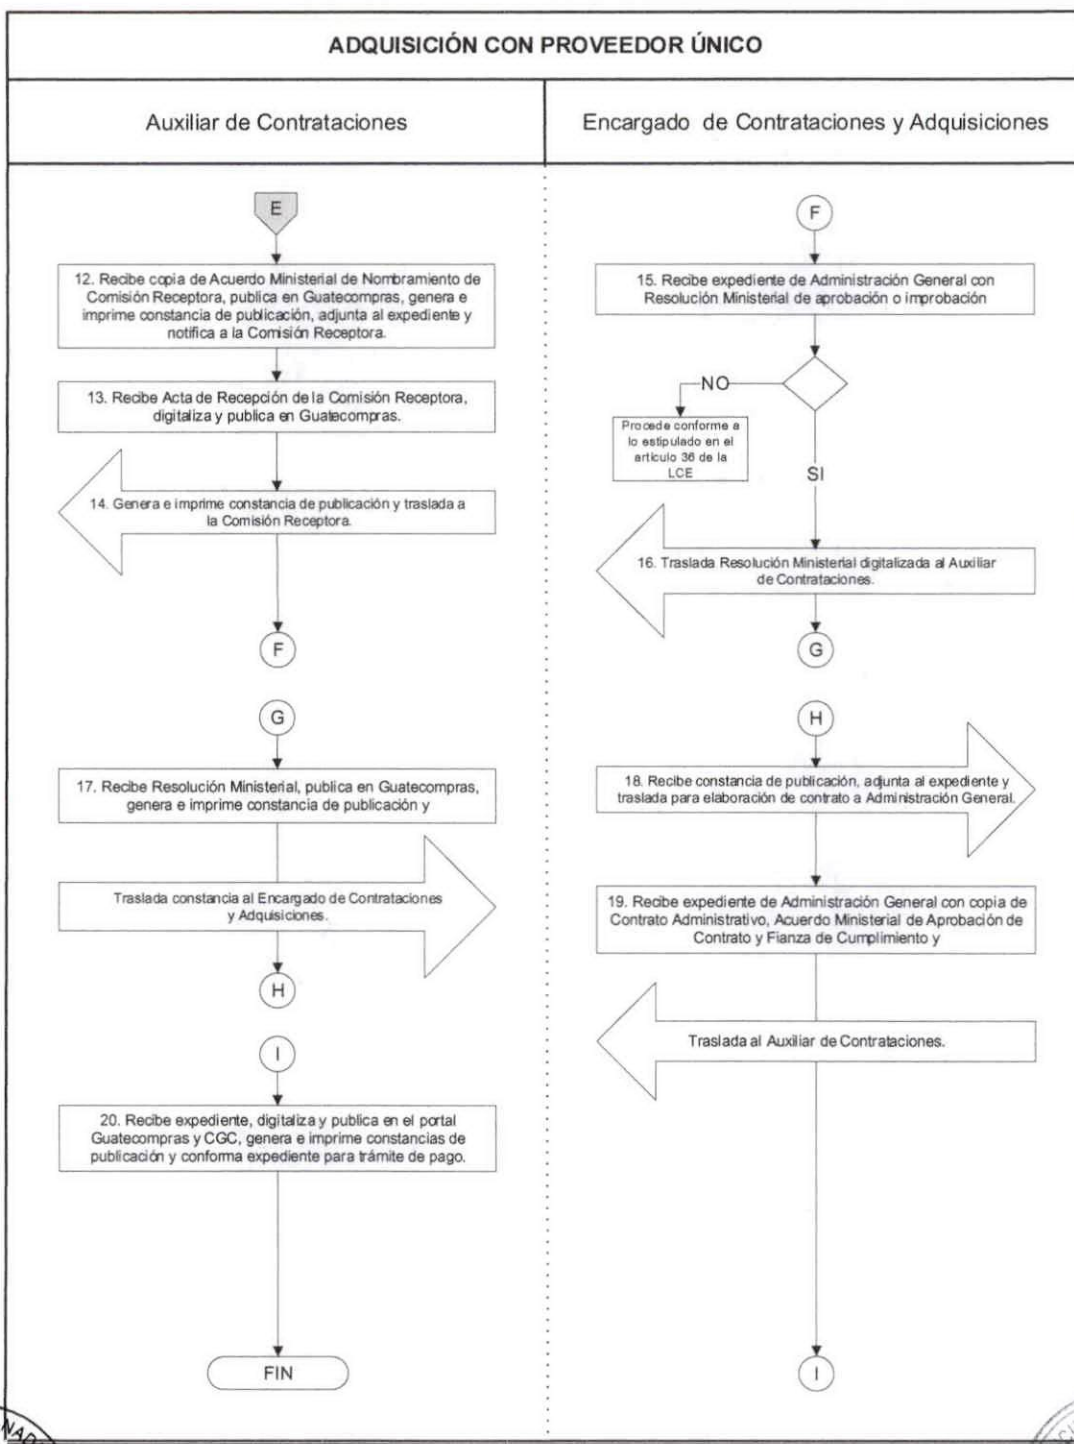 ADQUISICIÓN CON PROVEEDOR ÚNICO
Auxiliar de Contrataciones
Encargado de Contrataciones y Adquisiciones
E
12. Recibe copia de Acuerdo Ministerial de Nombramiento de
Comisión Receptora, publica en Guatecompras, genera e
imprime constancia de publicación, adjunta al expediente y
notifica a la Comisión Receptora.
13. Recibe Acta de Recepción de la Comisión Receptora,
digitaliza y publica en Guatecompras.
14. Genera e imprime constancia de publicación y traslada a
la Comisión Receptora.
F
G
17. Recibe Resolución Ministerial, publica en Guatecompras,
genera e imprime constancia de publicación y
Traslada constancia al Encargado de Contrataciones
y Adquisiciones.
H
I
20. Recibe expediente, digitaliza y publica en el portal
Guatecompras y CGC, genera e imprime constancias de
publicación y conforma expediente para trámite de pago.
FIN
F
15. Recibe expediente de Administración General con
Resolución Ministerial de aprobación o improbación
NO
Procede conforme a
lo estipulado en el
artículo 36 de la
LCE
SI
16. Traslada Resolución Ministerial digitalizada al Auxiliar
de Contrataciones.
G
H
18. Recibe constancia de publicación, adjunta al expediente y
traslada para elaboración de contrato a Administración General.
19. Recibe expediente de Administración General con copia de
Contrato Administrativo, Acuerdo Ministerial de Aprobación de
Contrato y Fianza de Cumplimiento y
Traslada al Auxiliar de Contrataciones.
I